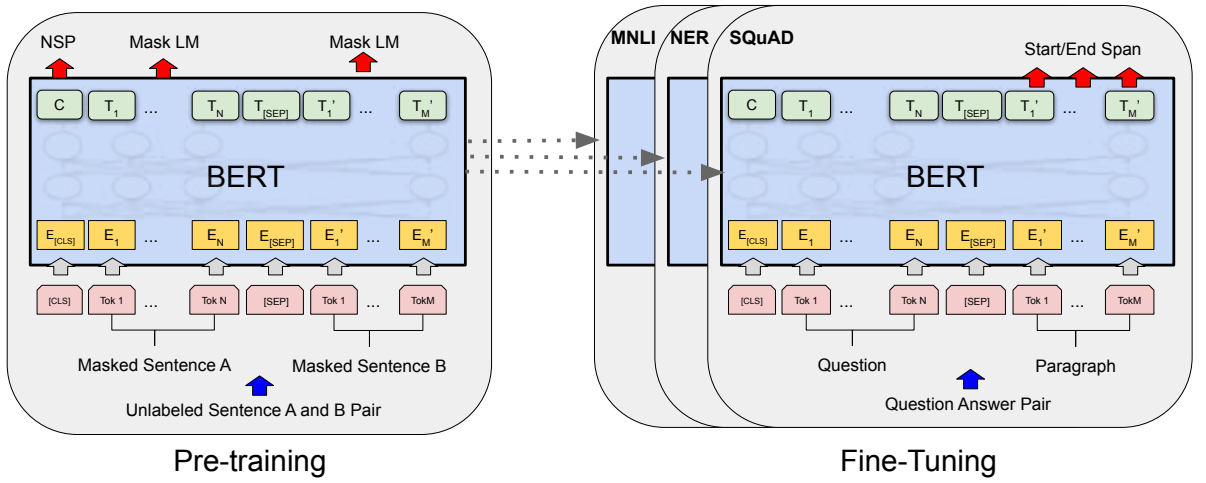 NSP Mask LM Mask LM
C T1 ... TN T[SEP] T1’ ... TM’
BERT
E[CLS] E1 ... EN E[SEP] E1’ ... EM’
[CLS] Tok 1 ... Tok N [SEP] Tok 1 ... TokM
Masked Sentence A Masked Sentence B
Unlabeled Sentence A and B Pair
Pre-training
MNLI NER SQuAD
Start/End Span
C T1 ... TN T[SEP] T1’ ... TM’
BERT
E[CLS] E1 ... EN E[SEP] E1’ ... EM’
[CLS] Tok 1 ... Tok N [SEP] Tok 1 ... TokM
Question Paragraph
Question Answer Pair
Fine-Tuning